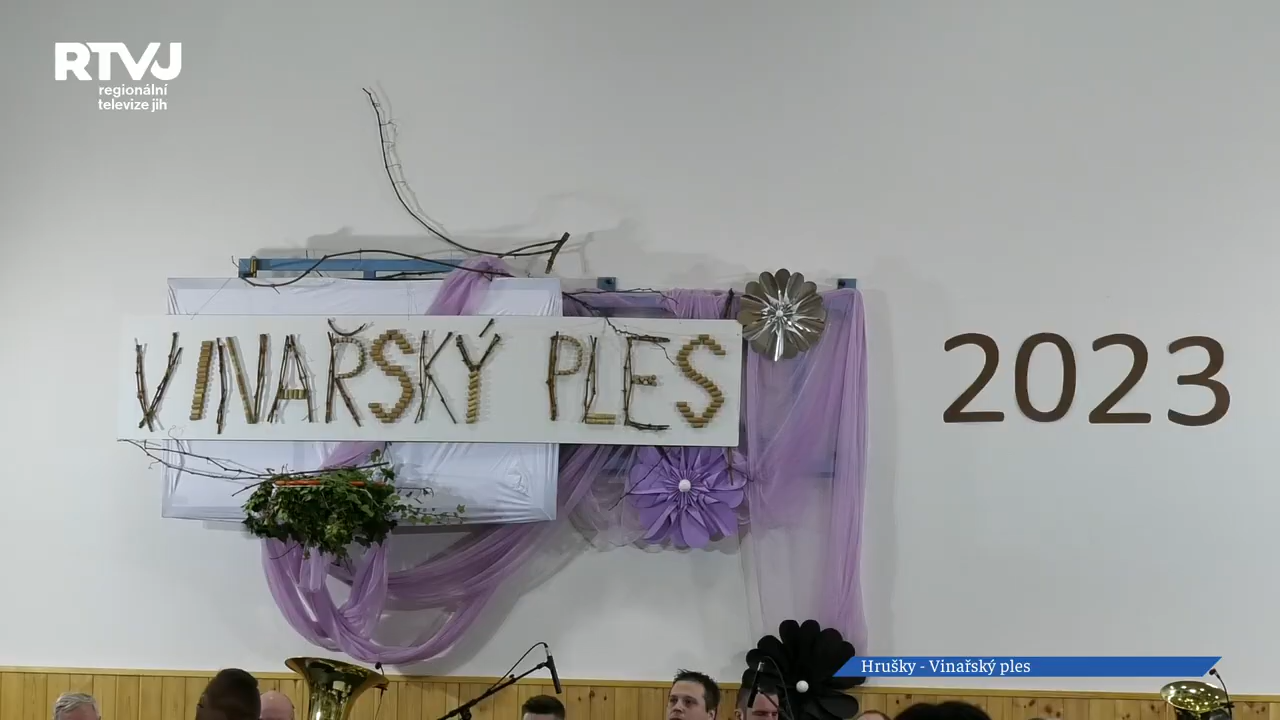 RTVJ
regionální
televize jih
VINAŘSKÝ PLES
2023
Hrušky - Vinařský ples